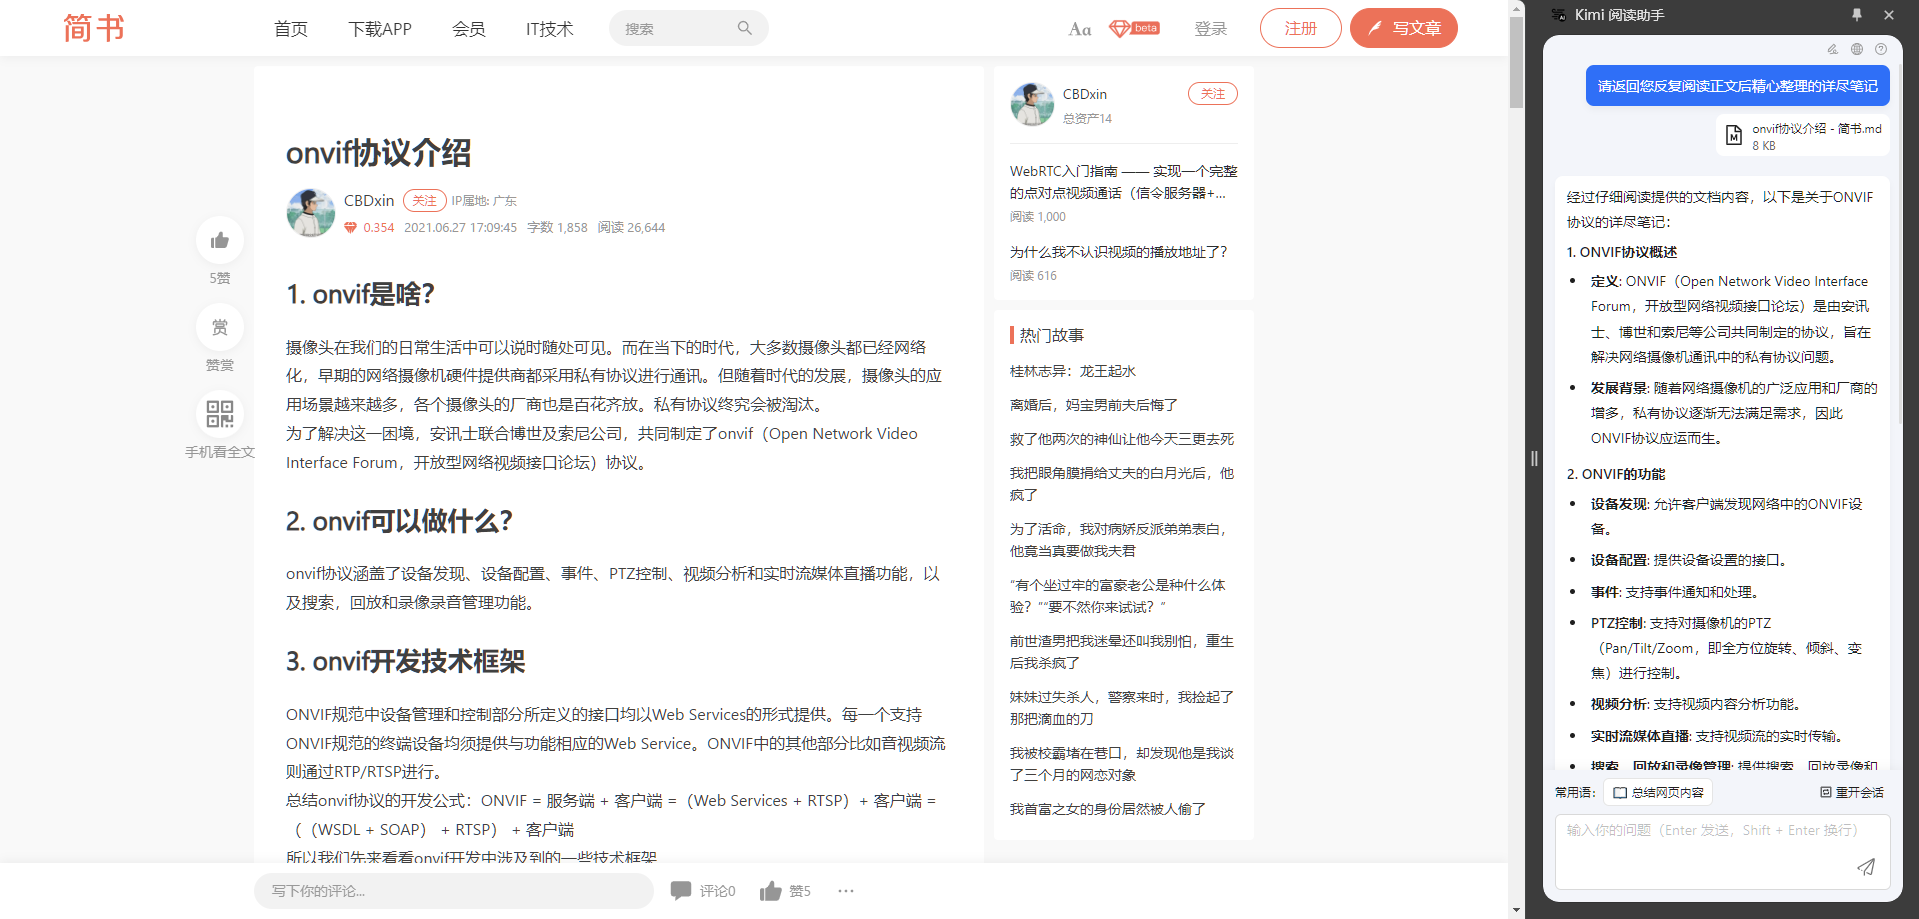 简书
首页
下载APP
会员
IT技术
搜索
Aa
beta
登录
注册
写文章
5赞
赏
赞赏
手机看全文
onvif协议介绍
CBDxin 关注 IP属地: 广东
0.354 2021.06.27 17:09:45 字数 1,858 阅读 26,644
1. onvif是啥？
摄像头在我们的日常生活中可以说时随处可见。而在当下的时代，大多数摄像头都已经网络
化，早期的网络摄像机硬件提供商都采用私有协议进行通讯。但随着时代的发展，摄像头的应
用场景越来越多，各个摄像头的厂商也是百花齐放。私有协议终究会被淘汰。
为了解决这一困境，安讯士联合博世及索尼公司，共同制定了onvif（Open Network Video
Interface Forum，开放型网络视频接口论坛）协议。
2. onvif可以做什么？
onvif协议涵盖了设备发现、设备配置、事件、PTZ控制、视频分析和实时流媒体直播功能，以
及搜索，回放和录像录音管理功能。
3. onvif开发技术框架
ONVIF规范中设备管理和控制部分所定义的接口均以Web Services的形式提供。每一个支持
ONVIF规范的终端设备均须提供与功能相应的Web Service。ONVIF中的其他部分比如音视频流
则通过RTP/RTSP进行。
总结onvif协议的开发公式：ONVIF = 服务端 + 客户端 =（Web Services + RTSP）+ 客户端 =
（（WSDL + SOAP） + RTSP） + 客户端
所以我们先来看看onvif开发中涉及到的一些技术框架
写下你的评论...
评论0
赞5
CBDxin
关注
总资产14
WebRTC入门指南 —— 实现一个完整
的点对点视频通话（信令服务器+...
阅读 1,000
为什么我不认识视频的播放地址了？
阅读 616
热门故事
桂林志异：龙王起水
离婚后，妈宝男前夫后悔了
救了他两次的神仙让他今天三更去死
我把眼角膜捐给丈夫的白月光后，他
疯了
为了活命，我对病娇反派弟弟表白，
他竟当真要做我夫君
“有个坐过牢的富豪老公是种什么体
验？”“要不然你来试试？”
前世渣男把我迷晕还叫我别怕，重生
后我杀疯了
妹妹过失杀人，警察来时，我捡起了
那把滴血的刀
我被校霸堵在巷口，却发现他是我谈
了三个月的网恋对象
我首富之女的身份居然被人偷了
Kimi 阅读助手
请返回您反复阅读正文后精心整理的详尽笔记
onvif协议介绍 - 简书.md
8 KB
经过仔细阅读提供的文档内容，以下是关于ONVIF
协议的详尽笔记：
1. ONVIF协议概述
定义: ONVIF（Open Network Video Interface
Forum，开放型网络视频接口论坛）是由安讯
士、博世和索尼等公司共同制定的协议，旨在
解决网络摄像机通讯中的私有协议问题。
发展背景: 随着网络摄像机的广泛应用和厂商的
增多，私有协议逐渐无法满足需求，因此
ONVIF协议应运而生。
2. ONVIF的功能
设备发现: 允许客户端发现网络中的ONVIF设
备。
设备配置: 提供设备设置的接口。
事件: 支持事件通知和处理。
PTZ控制: 支持对摄像机的PTZ
（Pan/Tilt/Zoom，即全方位旋转、倾斜、变
焦）进行控制。
视频分析: 支持视频内容分析功能。
实时流媒体直播: 支持视频流的实时传输。
搜索、回放和录像管理: 提供搜索、回放录像和
常用语：
总结网页内容
重开会话
输入你的问题（Enter 发送，Shift + Enter 换行）